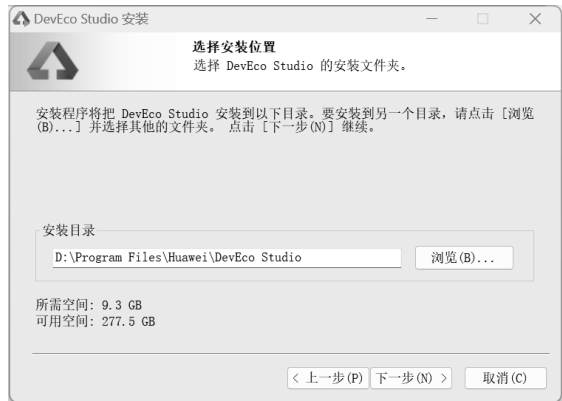 DevEco Studio 安装
选择安装位置
选择 DevEco Studio 的安装文件夹。
安装程序将把 DevEco Studio 安装到以下目录。要安装到另一个目录，请点击 [浏览
(B)...] 并选择其他的文件夹。 点击 [下一步(N)] 继续。
安装目录
D:\Program Files\Huawei\DevEco Studio
浏览(B)...
所需空间: 9.3 GB
可用空间: 277.5 GB
< 上一步(P)
下一步(N) >
取消(C)